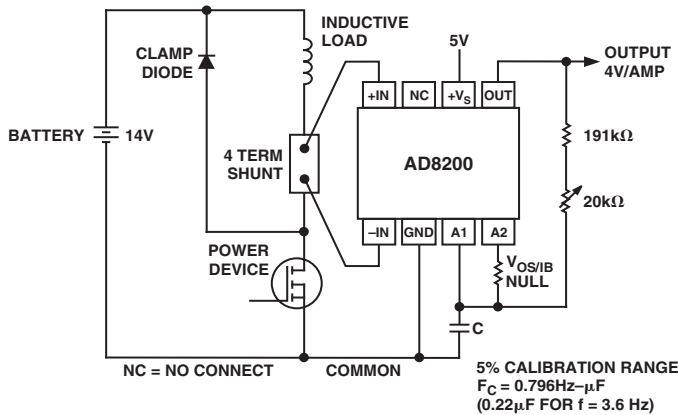 INDUCTIVE
LOAD
CLAMP
DIODE
5V
OUTPUT
4V/AMP
+IN
NC
+VS
OUT
BATTERY
14V
4 TERM
SHUNT
AD8200
191kΩ
20kΩ
–IN
GND
A1
A2
POWER
DEVICE
VOS/IB
NULL
C
NC = NO CONNECT
COMMON
5% CALIBRATION RANGE
FC = 0.796Hz–μF
(0.22μF FOR f = 3.6 Hz)